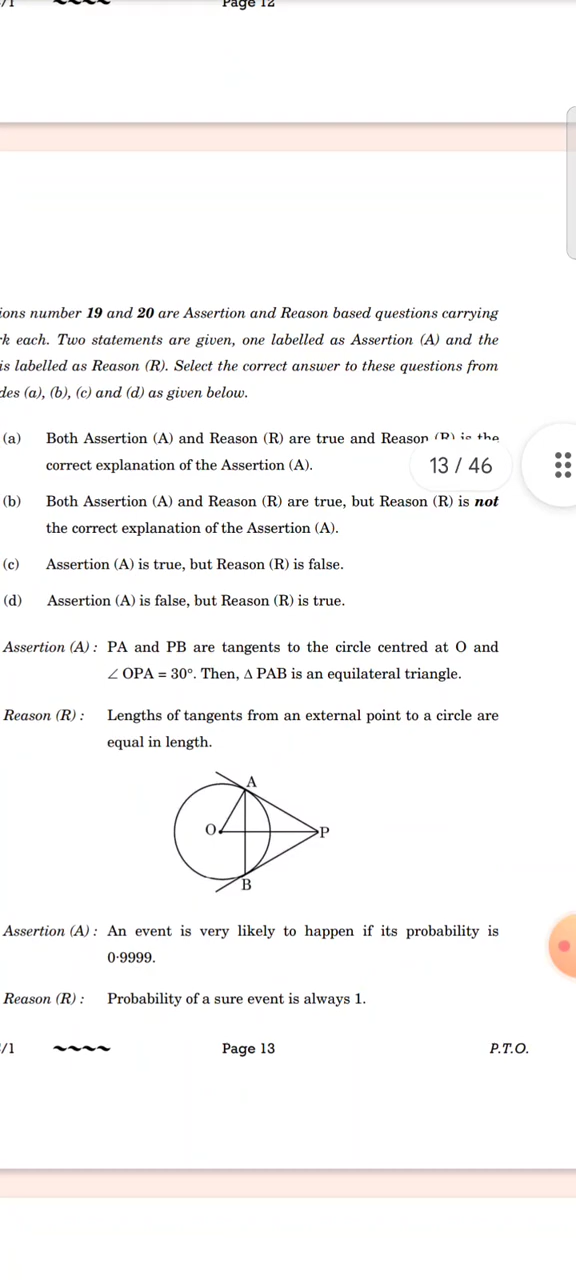 /1 ~~~~ Page 12
ions number 19 and 20 are Assertion and Reason based questions carrying
k each. Two statements are given, one labelled as Assertion (A) and the
is labelled as Reason (R). Select the correct answer to these questions from
des (a), (b), (c) and (d) as given below.
(a) Both Assertion (A) and Reason (R) are true and Reason (R) is the
correct explanation of the Assertion (A).
13 / 46
(b) Both Assertion (A) and Reason (R) are true, but Reason (R) is not
the correct explanation of the Assertion (A).
(c) Assertion (A) is true, but Reason (R) is false.
(d) Assertion (A) is false, but Reason (R) is true.
Assertion (A) : PA and PB are tangents to the circle centred at O and
∠ OPA = 30°. Then, Δ PAB is an equilateral triangle.
Reason (R) : Lengths of tangents from an external point to a circle are
equal in length.
A
O
P
B
Assertion (A) : An event is very likely to happen if its probability is
0·9999.
Reason (R) : Probability of a sure event is always 1.
/1 ~~~~ Page 13 P.T.O.